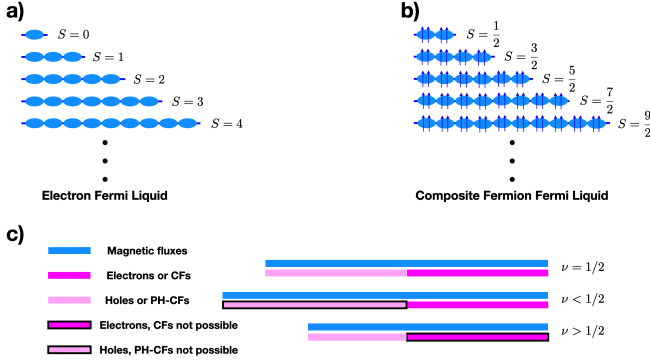 a)
S = 0
S = 1
S = 2
S = 3
S = 4
Electron Fermi Liquid
b)
S = 1/2
S = 3/2
S = 5/2
S = 7/2
S = 9/2
Composite Fermion Fermi Liquid
c)
Magnetic fluxes
Electrons or CFs
Holes or PH-CFs
Electrons, CFs not possible
Holes, PH-CFs not possible
ν = 1/2
ν < 1/2
ν > 1/2